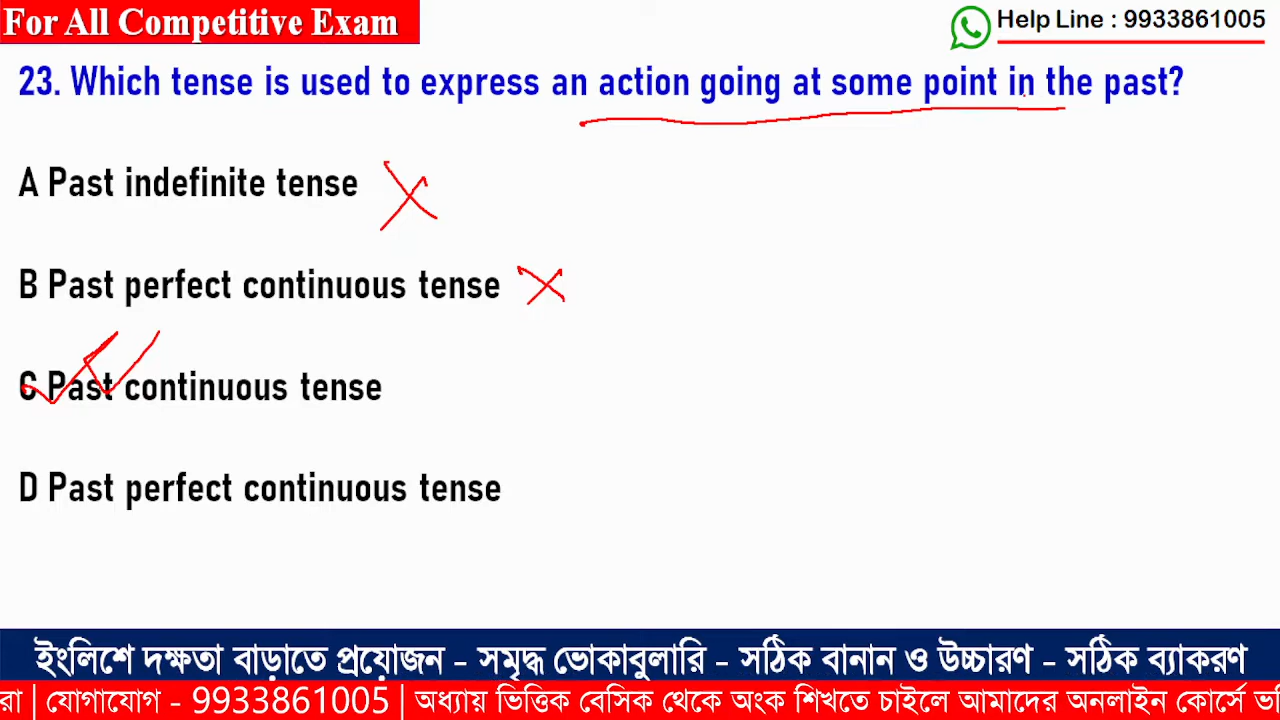 For All Competitive Exam
Help Line : 9933861005
23. Which tense is used to express an action going at some point in the past?
A Past indefinite tense
B Past perfect continuous tense
C Past continuous tense
D Past perfect continuous tense
ইংলিশে দক্ষতা বাড়াতে প্রয়োজন - সমৃদ্ধ ভোকাবুলারি - সঠিক বানান ও উচ্চারণ - সঠিক ব্যাকরণ
রা | যোগাযোগ - 9933861005 | অধ্যায় ভিত্তিক বেসিক থেকে অংক শিখতে চাইলে আমাদের অনলাইন কোর্সে ভর্তি